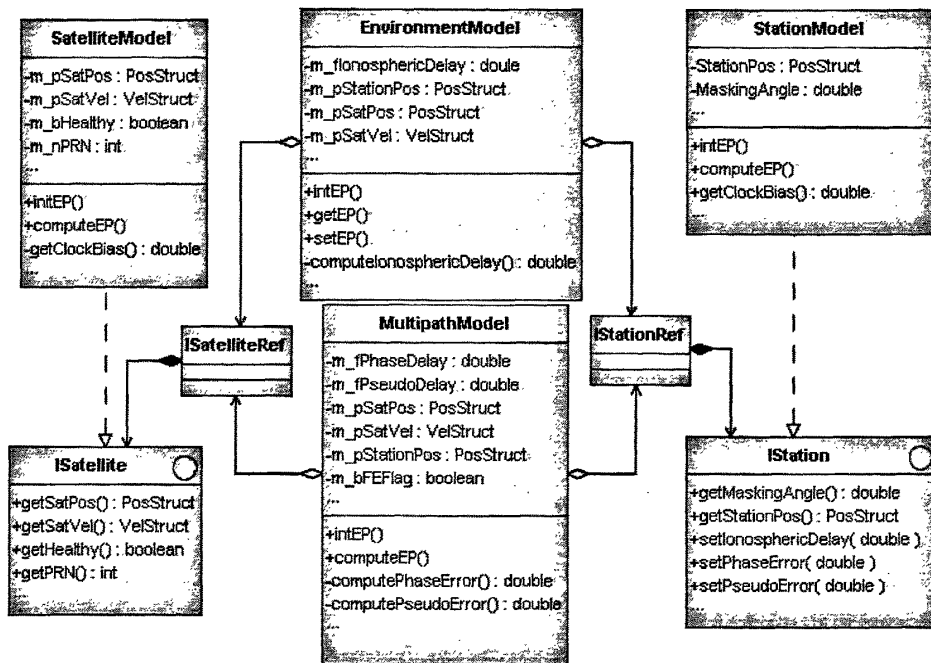 SatelliteModel
-m_pSatPos : PosStruct
-m_pSatVel : VelStruct
-m_bHealthy : boolean
-m_nPRN : int
...
+initEP()
+computeEP()
-getClockBias() : double
...
EnvironmentModel
-m_fIonosphericDelay : doule
-m_pStationPos : PosStruct
-m_pSatPos : PosStruct
-m_pSatVel : VelStruct
...
+intEP()
+getEP()
+setEP()
-computeIonosphericDelay() : double
...
StationModel
-StationPos : PosStruct
-MaskingAngle : double
...
+intEP()
+computeEP()
+getClockBias() : double
...
ISatelliteRef
MultipathModel
-m_fPhaseDelay : double
-m_fPseudoDelay : double
-m_pSatPos : PosStruct
-m_pSatVel : VelStruct
-m_pStationPos : PosStruct
-m_bFEFlag : boolean
...
+intEP()
+computeEP()
-computePhaseError() : double
-computePseudoError() : double
...
IStationRef
ISatellite
+getSatPos() : PosStruct
+getSatVel() : VelStruct
+getHealthy() : boolean
+getPRN() : int
...
IStation
+getMaskingAngle() : double
+getStationPos() : PosStruct
+setIonosphericDelay( double )
+setPhaseError( double )
+setPseudoError( double )
...